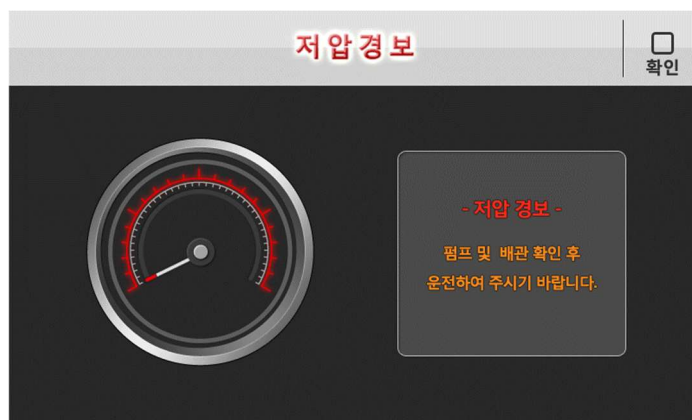 저압경보
확인
- 저압 경보 -
펌프 및 배관 확인 후
운전하여 주시기 바랍니다.